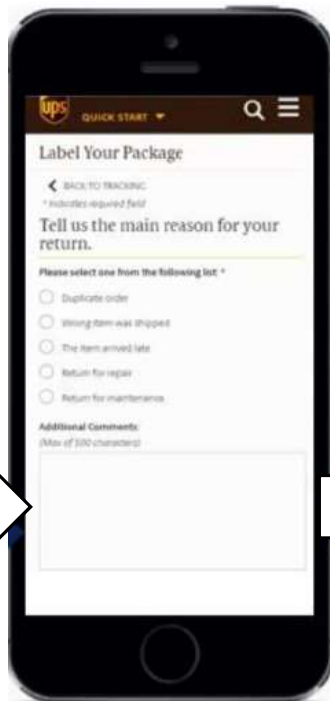 ups
QUICK START
Label Your Package
BACK TO TRACKING
* Indicates required field
Tell us the main reason for your
return.
Please select one from the following list *
Duplicate order
Wrong item was shipped
The item arrived late
Return for repair
Return for maintenance
Additional Comments
(Max of 500 characters)